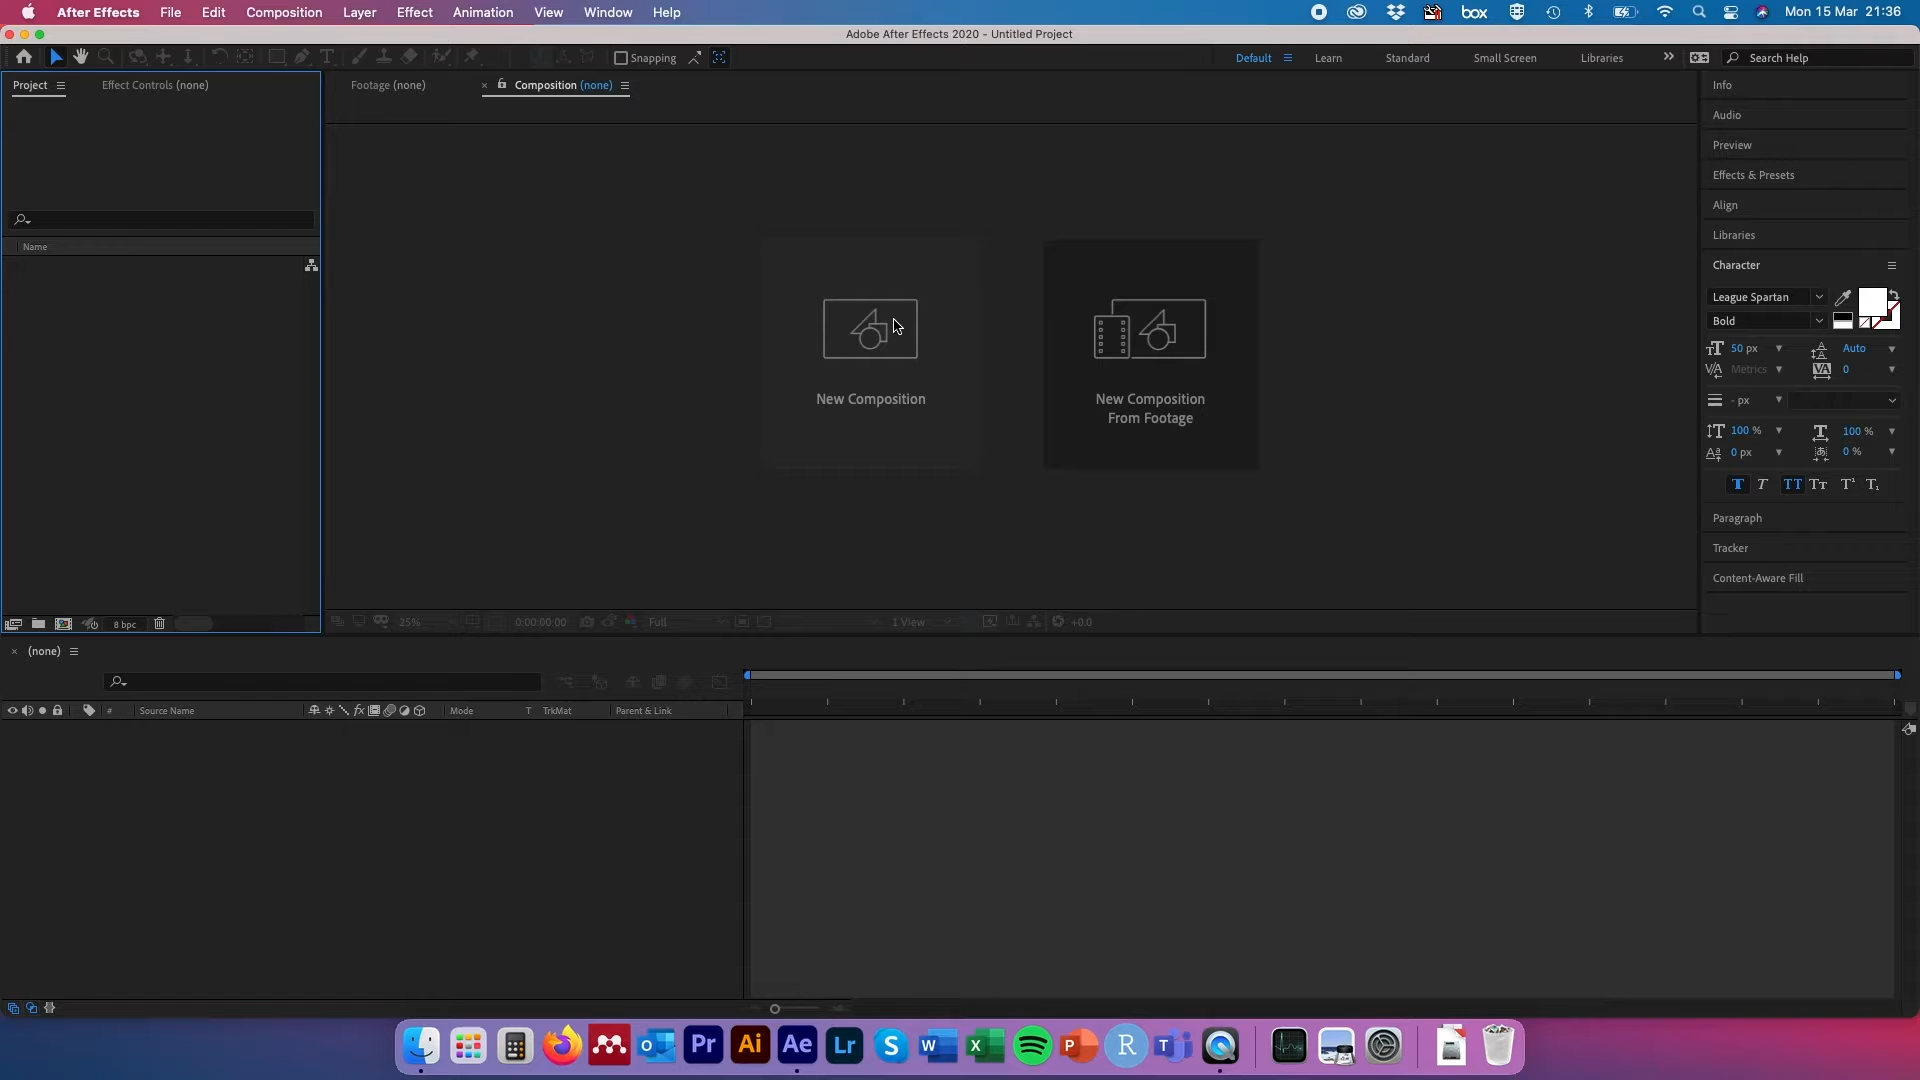 After Effects File Edit Composition Layer Effect Animation View Window Help box Mon 15 Mar 21:36
Adobe After Effects 2020 - Untitled Project
Snapping Default Learn Standard Small Screen Libraries Search Help
Project Effect Controls (none) Footage (none) Composition (none) Info
Audio
Preview
Effects & Presets
Align
Libraries
Name
Character
League Spartan
Bold
50 px Auto
Metrics 0
- px
100 % 100 %
0 px 0 %
New Composition
New Composition
From Footage
Paragraph
Tracker
Content-Aware Fill
8 bpc 25% 0:00:00:00 Full 1 View +0.0
(none)
# Source Name Mode T TrkMat Parent & Link
Pr Ai Ae Lr S W X P R T